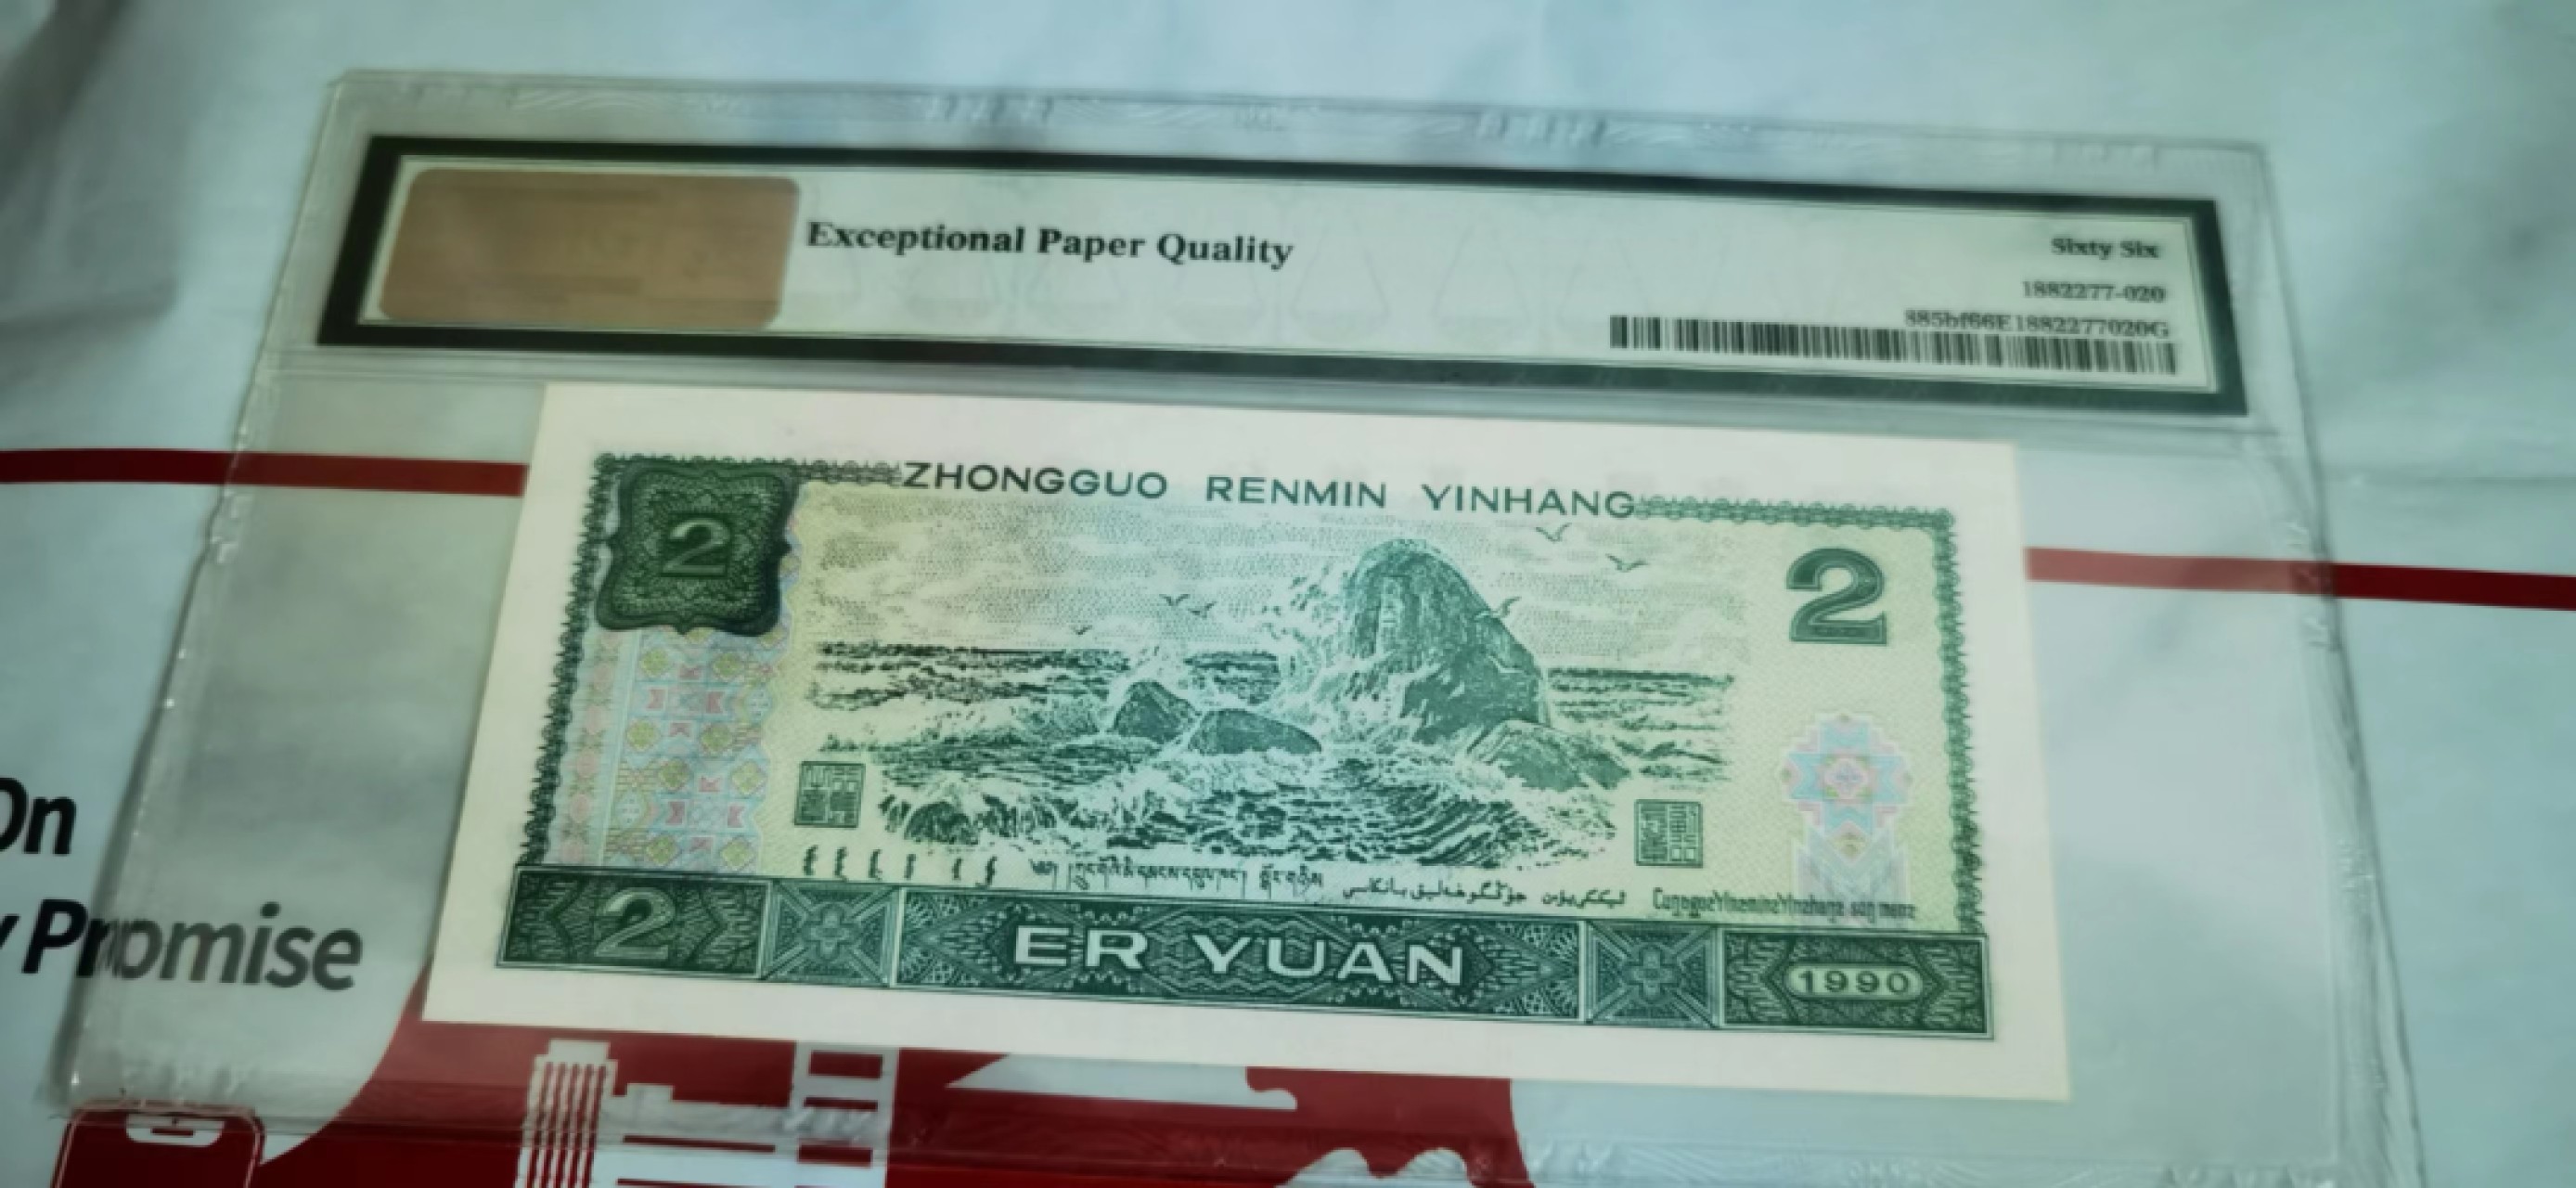 Exceptional Paper Quality
Sixty Six
1882277-020
885bf66E1882277020G
ZHONGGUO RENMIN YINHANG
2
2
2
ER YUAN
1990
On
y Promise